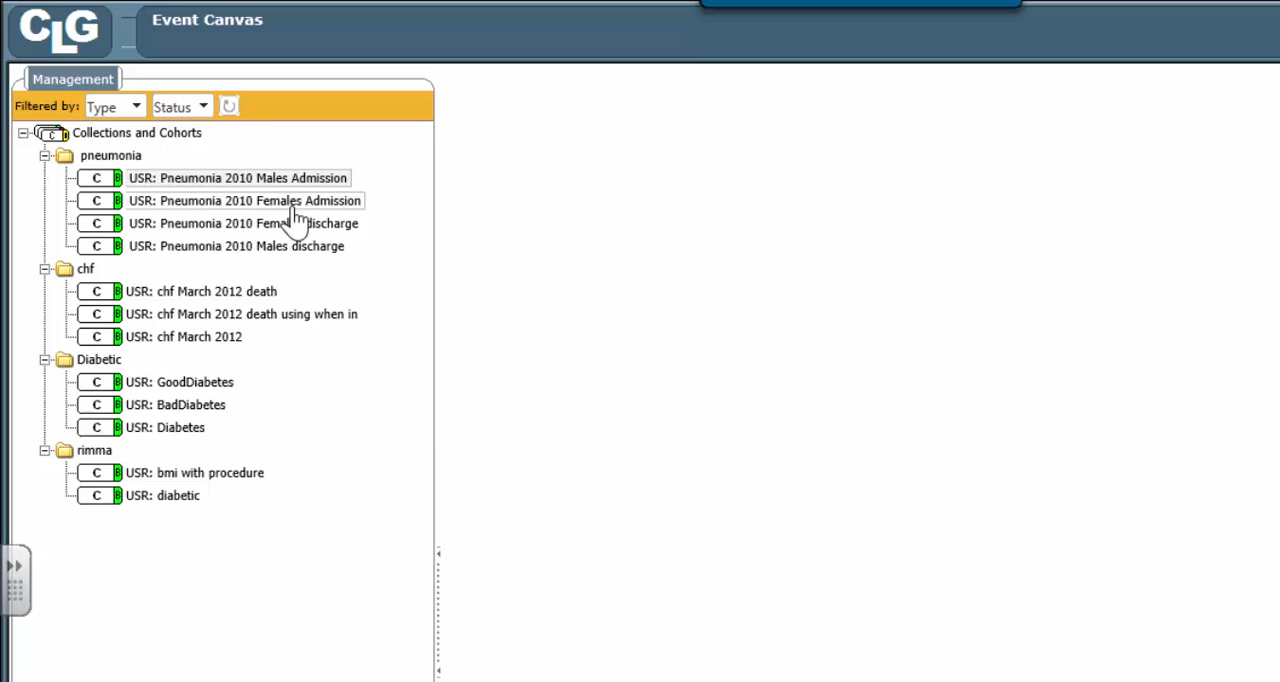 CLG
Event Canvas
Management
Filtered by: Type Status
C Collections and Cohorts
pneumonia
C B USR: Pneumonia 2010 Males Admission
C B USR: Pneumonia 2010 Females Admission
C B USR: Pneumonia 2010 discharge
C B USR: Pneumonia 2010 Males discharge
chf
C B USR: chf March 2012 death
C B USR: chf March 2012 death using when in
C B USR: chf March 2012
Diabetic
C B USR: GoodDiabetes
C B USR: BadDiabetes
C B USR: Diabetes
rimma
C B USR: bmi with procedure
C B USR: diabetic